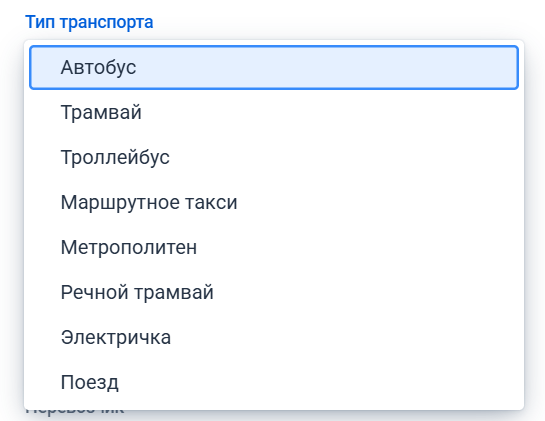 Тип транспорта
Автобус
Трамвай
Троллейбус
Маршрутное такси
Метрополитен
Речной трамвай
Электричка
Поезд